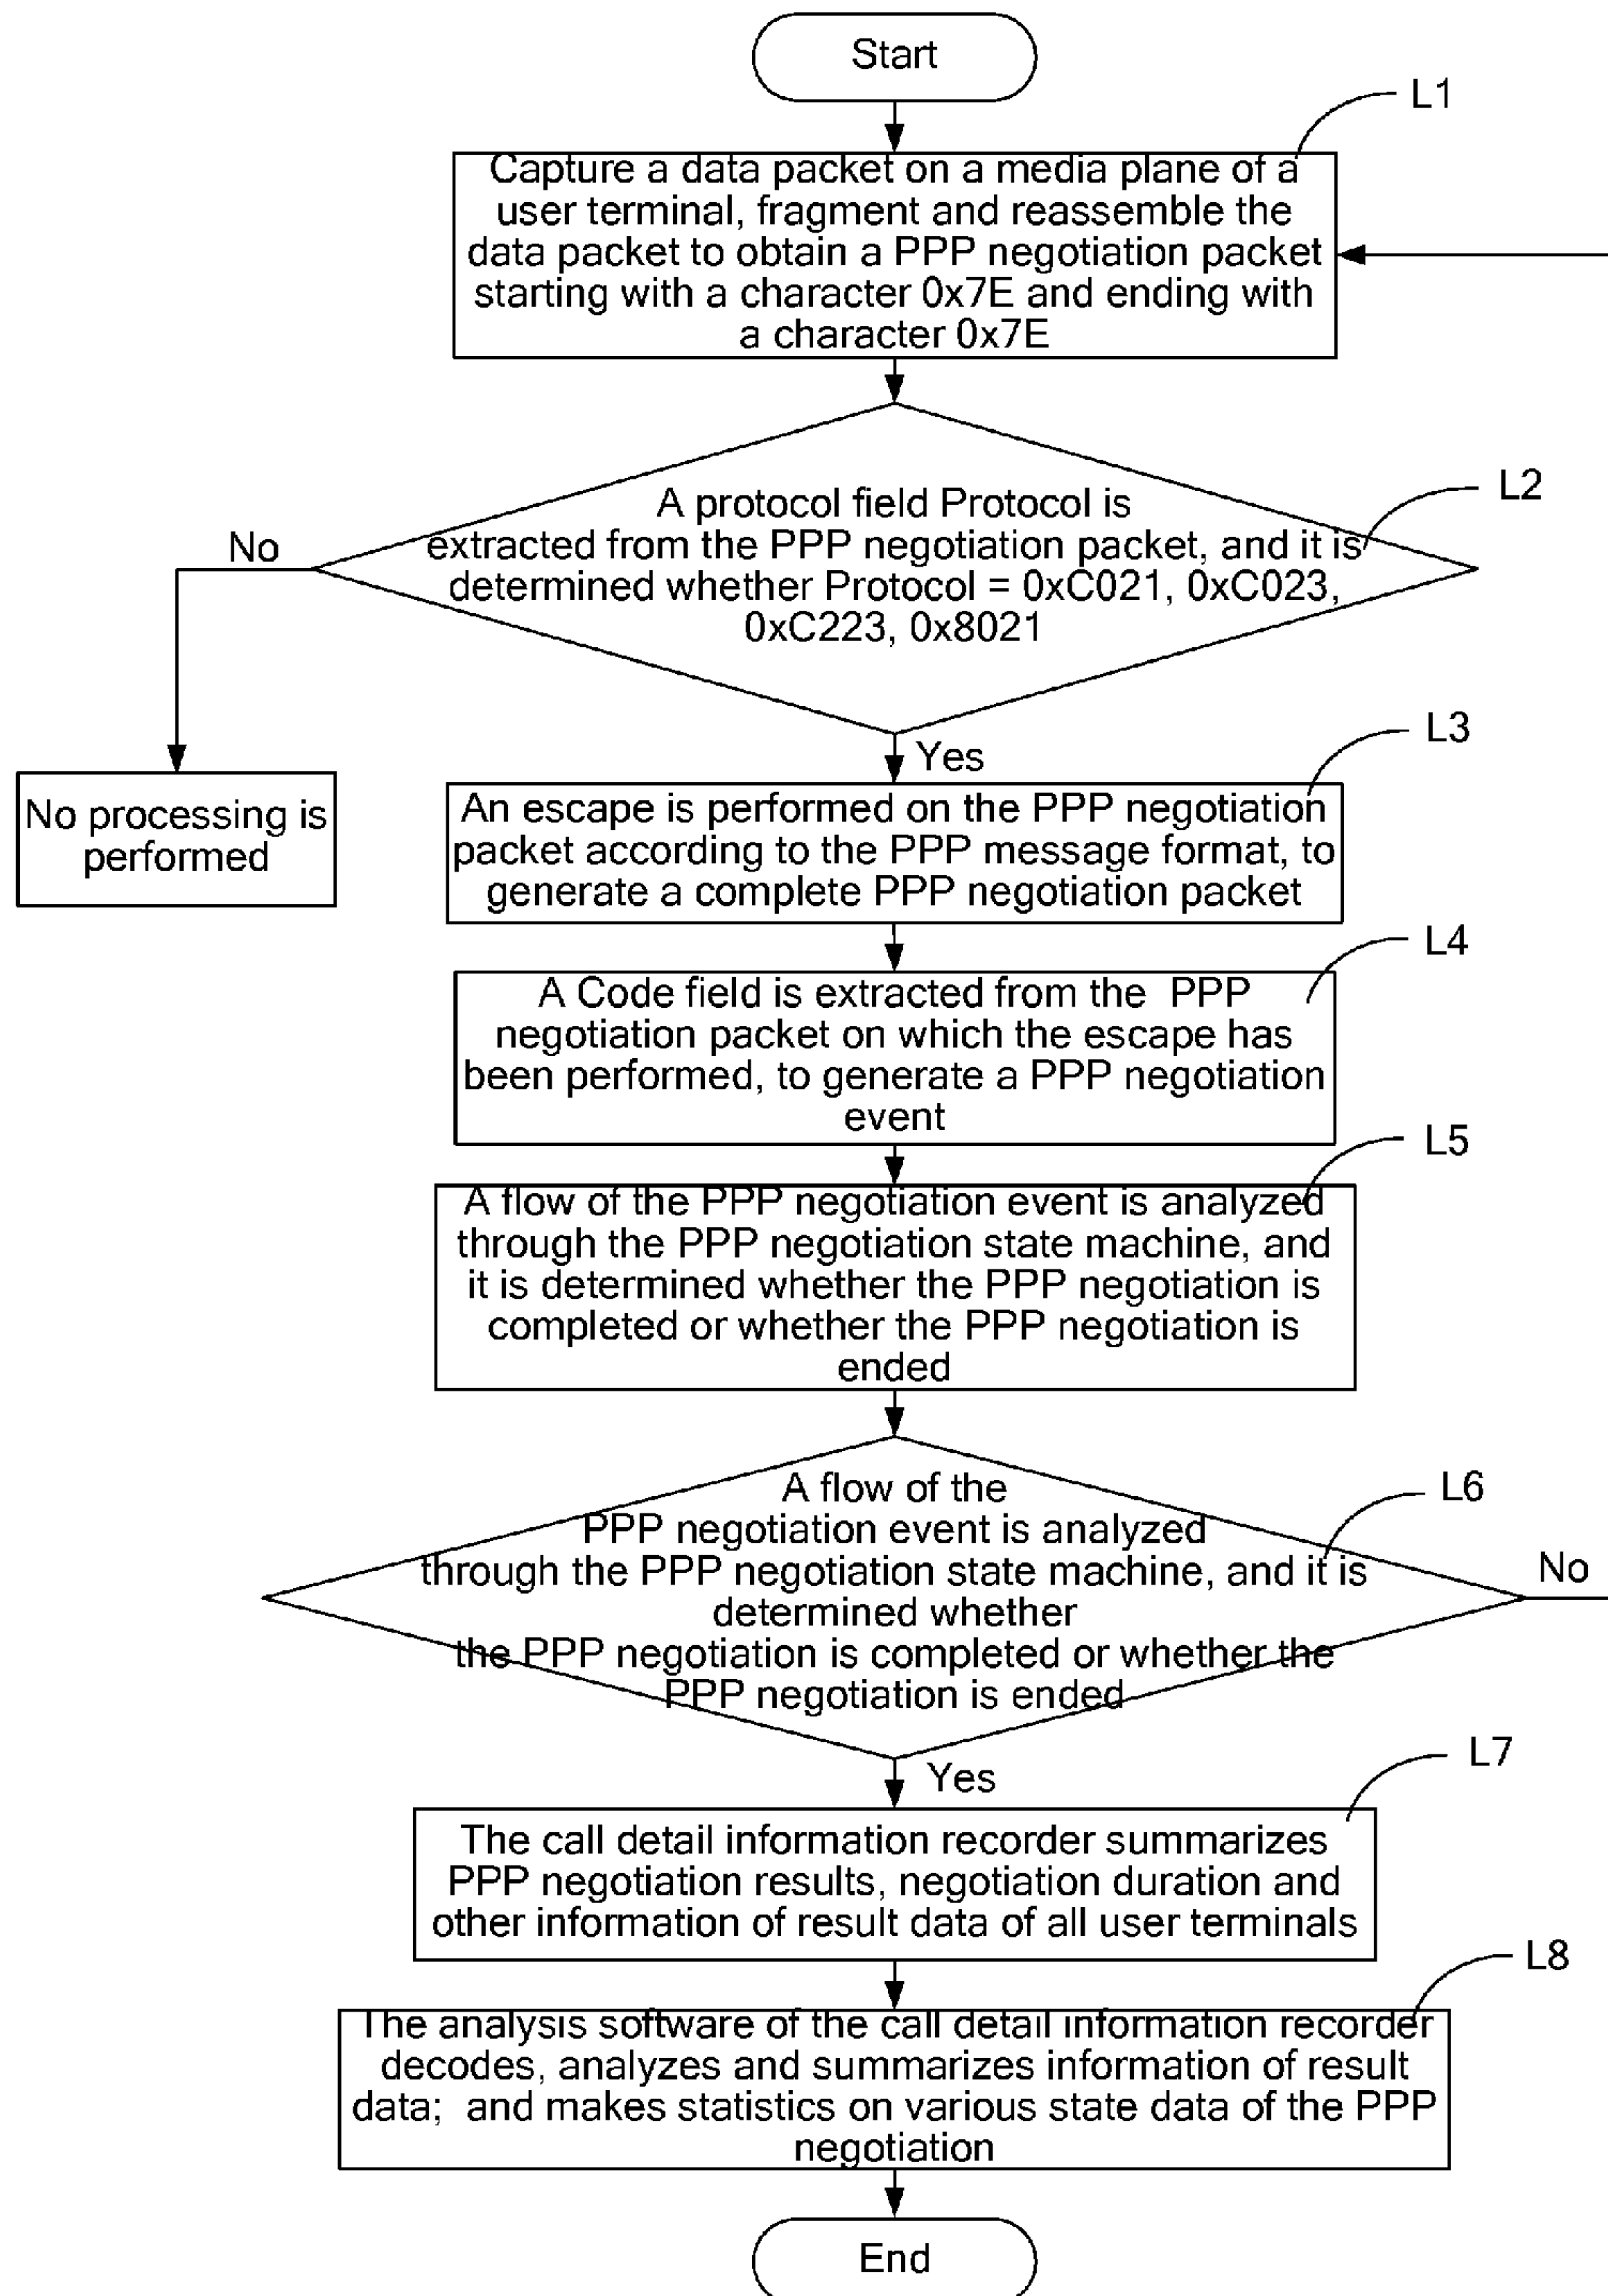 Start
L1
Capture a data packet on a media plane of a
user terminal, fragment and reassemble the
data packet to obtain a PPP negotiation packet
starting with a character 0x7E and ending with
a character 0x7E
L2
A protocol field Protocol is
extracted from the PPP negotiation packet, and it is
determined whether Protocol = 0xC021, 0xC023,
0xC223, 0x8021
No
Yes
No processing is
performed
L3
An escape is performed on the PPP negotiation
packet according to the PPP message format, to
generate a complete PPP negotiation packet
L4
A Code field is extracted from the PPP
negotiation packet on which the escape has
been performed, to generate a PPP negotiation
event
L5
A flow of the PPP negotiation event is analyzed
through the PPP negotiation state machine, and
it is determined whether the PPP negotiation is
completed or whether the PPP negotiation is
ended
L6
A flow of the
PPP negotiation event is analyzed
through the PPP negotiation state machine, and it is
determined whether
the PPP negotiation is completed or whether the
PPP negotiation is ended
No
Yes
L7
The call detail information recorder summarizes
PPP negotiation results, negotiation duration and
other information of result data of all user terminals
L8
The analysis software of the call detail information recorder
decodes, analyzes and summarizes information of result
data; and makes statistics on various state data of the PPP
negotiation
End